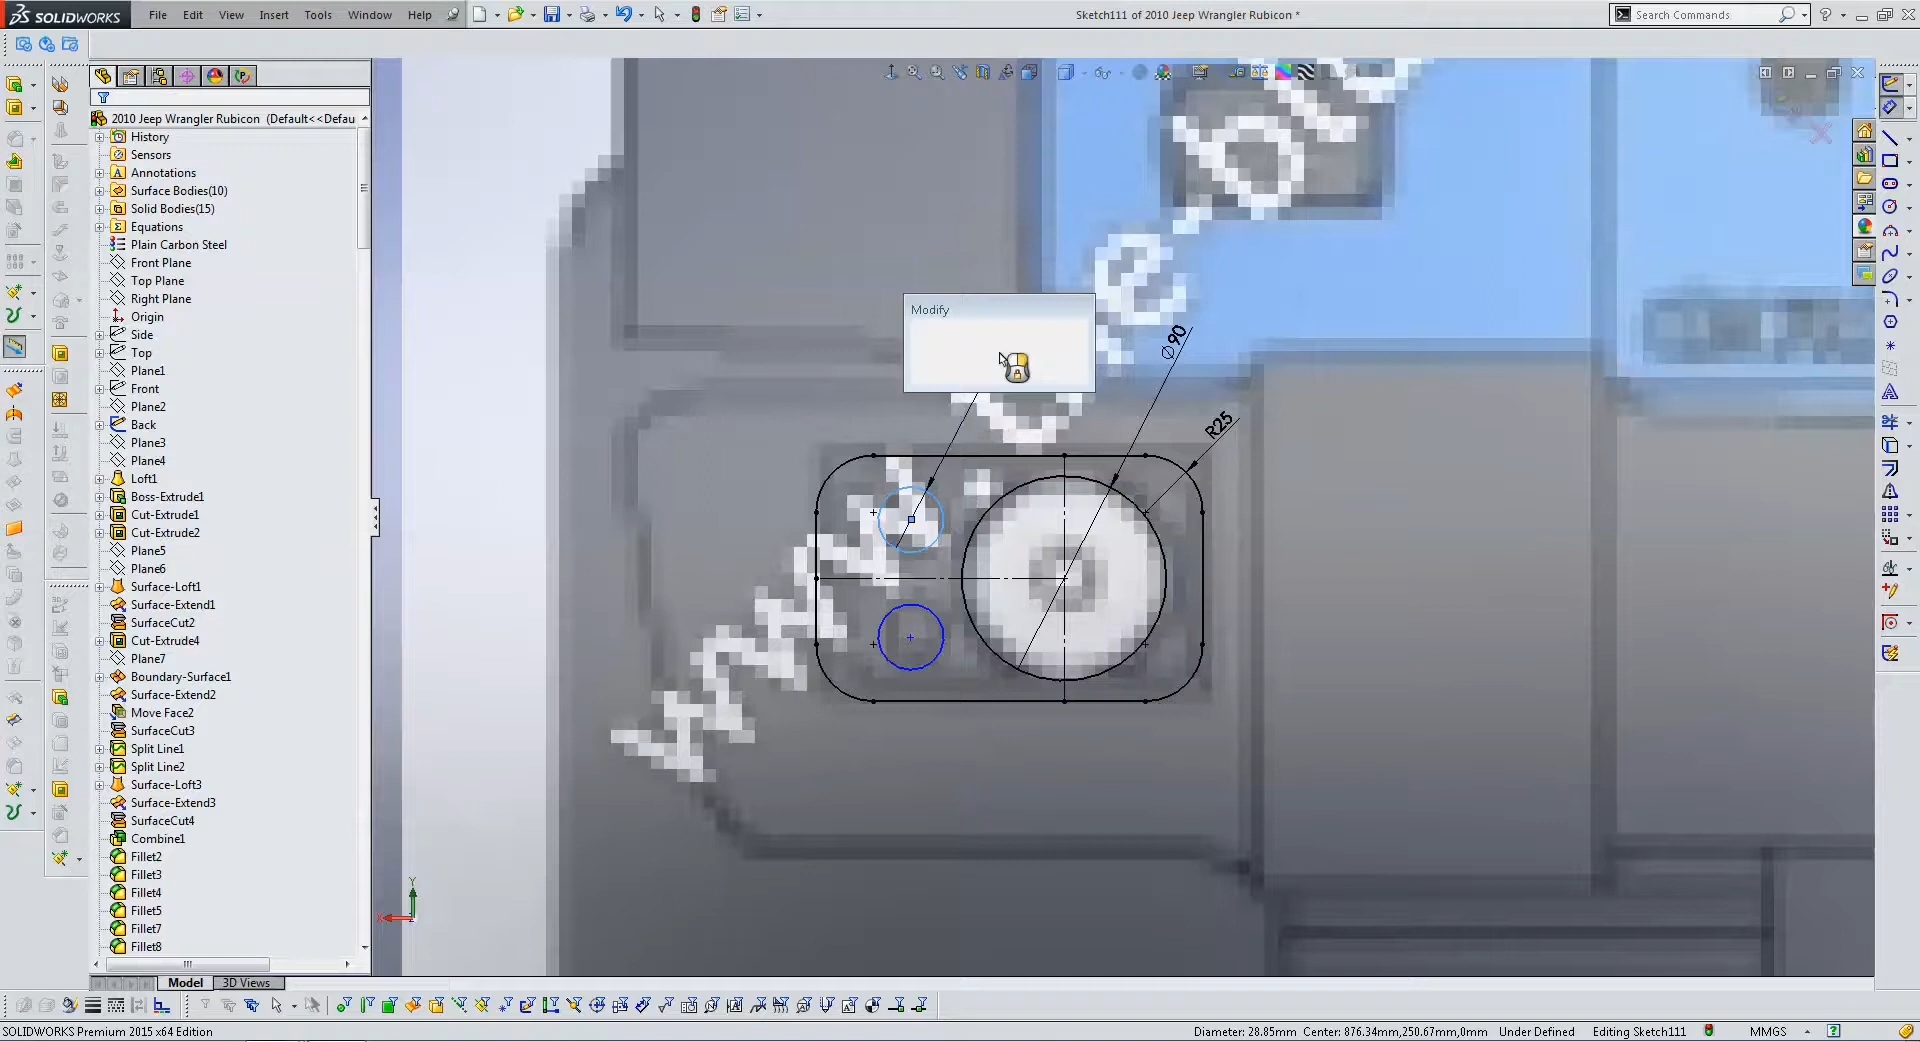 SOLIDWORKS
File Edit View Insert Tools Window Help
Sketch111 of 2010 Jeep Wrangler Rubicon *
Search Commands
2010 Jeep Wrangler Rubicon (Default<<Defau
History
Sensors
Annotations
Surface Bodies(10)
Solid Bodies(15)
Equations
Plain Carbon Steel
Front Plane
Top Plane
Right Plane
Origin
Side
Top
Plane1
Front
Plane2
Back
Plane3
Plane4
Loft1
Boss-Extrude1
Cut-Extrude1
Cut-Extrude2
Plane5
Plane6
Surface-Loft1
Surface-Extend1
SurfaceCut2
Cut-Extrude4
Plane7
Boundary-Surface1
Surface-Extend2
Move Face2
SurfaceCut3
Split Line1
Split Line2
Surface-Loft3
Surface-Extend3
SurfaceCut4
Combine1
Fillet2
Fillet3
Fillet4
Fillet5
Fillet7
Fillet8
Modify
∅90
R25
Y
X
Model 3D Views
SOLIDWORKS Premium 2015 x64 Edition
Diameter: 28.85mm Center: 876.34mm,250.67mm,0mm Under Defined Editing Sketch111 MMGS